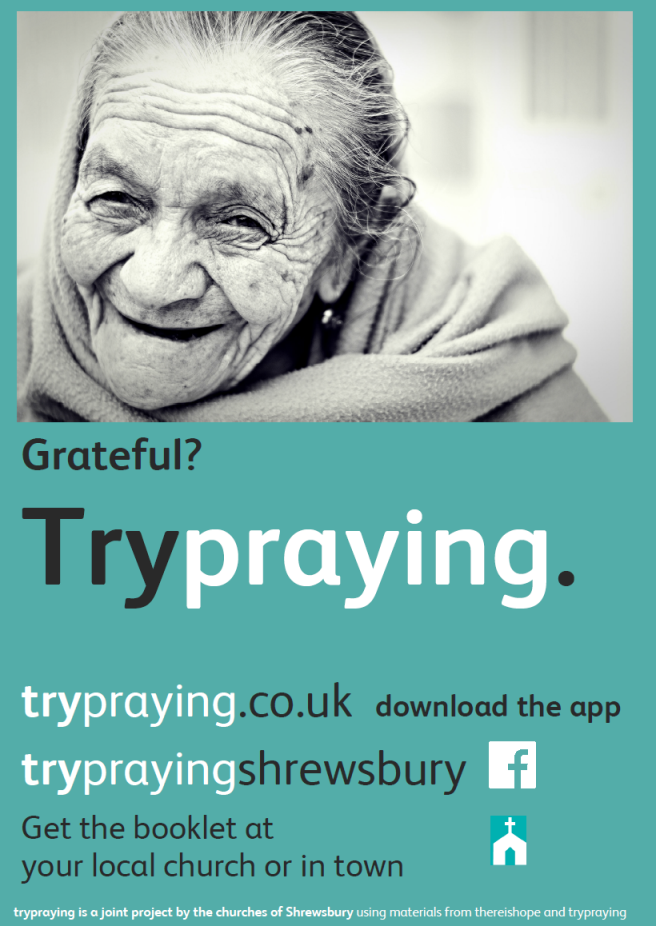 Grateful?
Trypraying.
trypraying.co.uk download the app
tryprayingshrewsbury f
Get the booklet at
your local church or in town
trypraying is a joint project by the churches of Shrewsbury using materials from thereishope and trypraying